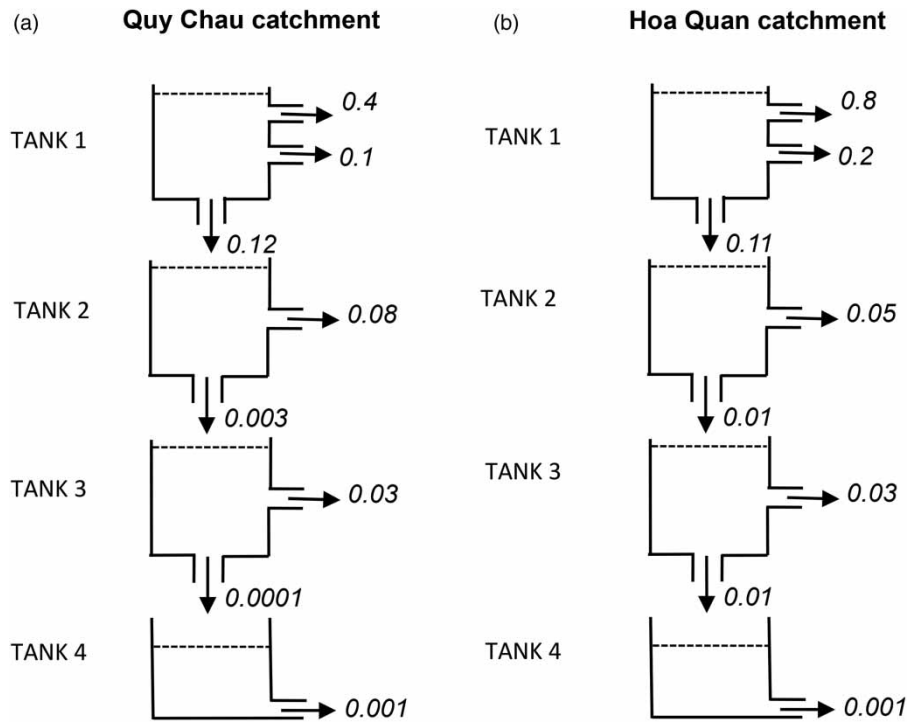 (a) Quy Chau catchment
TANK 1
0.4
0.1
0.12
TANK 2
0.08
0.003
TANK 3
0.03
0.0001
TANK 4
0.001
(b) Hoa Quan catchment
TANK 1
0.8
0.2
0.11
TANK 2
0.05
0.01
TANK 3
0.03
0.01
TANK 4
0.001